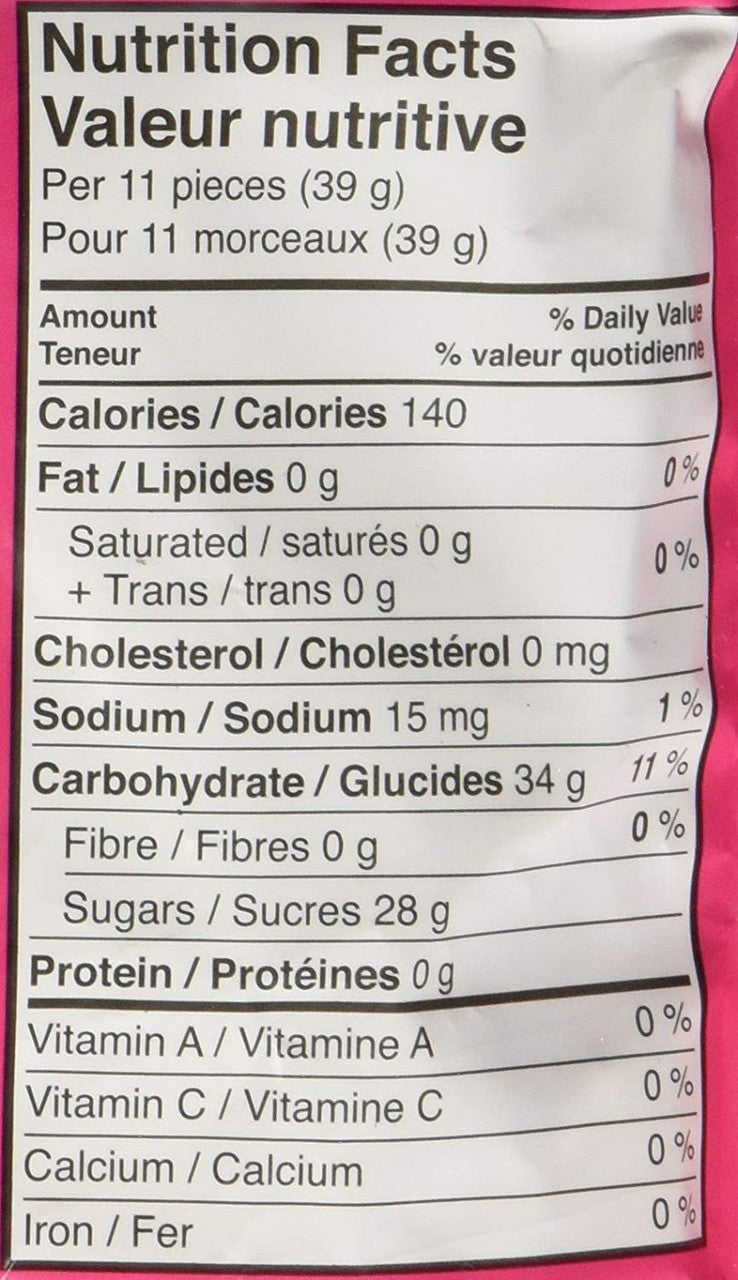 Nutrition Facts
Valeur nutritive
Per 11 pieces (39 g)
Pour 11 morceaux (39 g)
Amount % Daily Value
Teneur % valeur quotidienne
Calories / Calories 140
Fat / Lipides 0 g 0 %
Saturated / saturés 0 g
+ Trans / trans 0 g 0 %
Cholesterol / Cholestérol 0 mg
Sodium / Sodium 15 mg 1 %
Carbohydrate / Glucides 34 g 11 %
Fibre / Fibres 0 g 0 %
Sugars / Sucres 28 g
Protein / Protéines 0 g
Vitamin A / Vitamine A 0 %
Vitamin C / Vitamine C 0 %
Calcium / Calcium 0 %
Iron / Fer 0 %